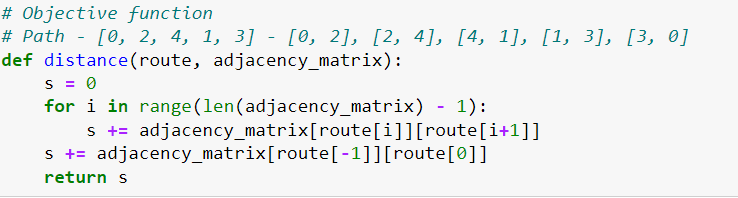 # Objective function
# Path - [0, 2, 4, 1, 3] - [0, 2], [2, 4], [4, 1], [1, 3], [3, 0]
def distance(route, adjacency_matrix):
    s = 0
    for i in range(len(adjacency_matrix) - 1):
        s += adjacency_matrix[route[i]][route[i+1]]
    s += adjacency_matrix[route[-1]][route[0]]
    return s